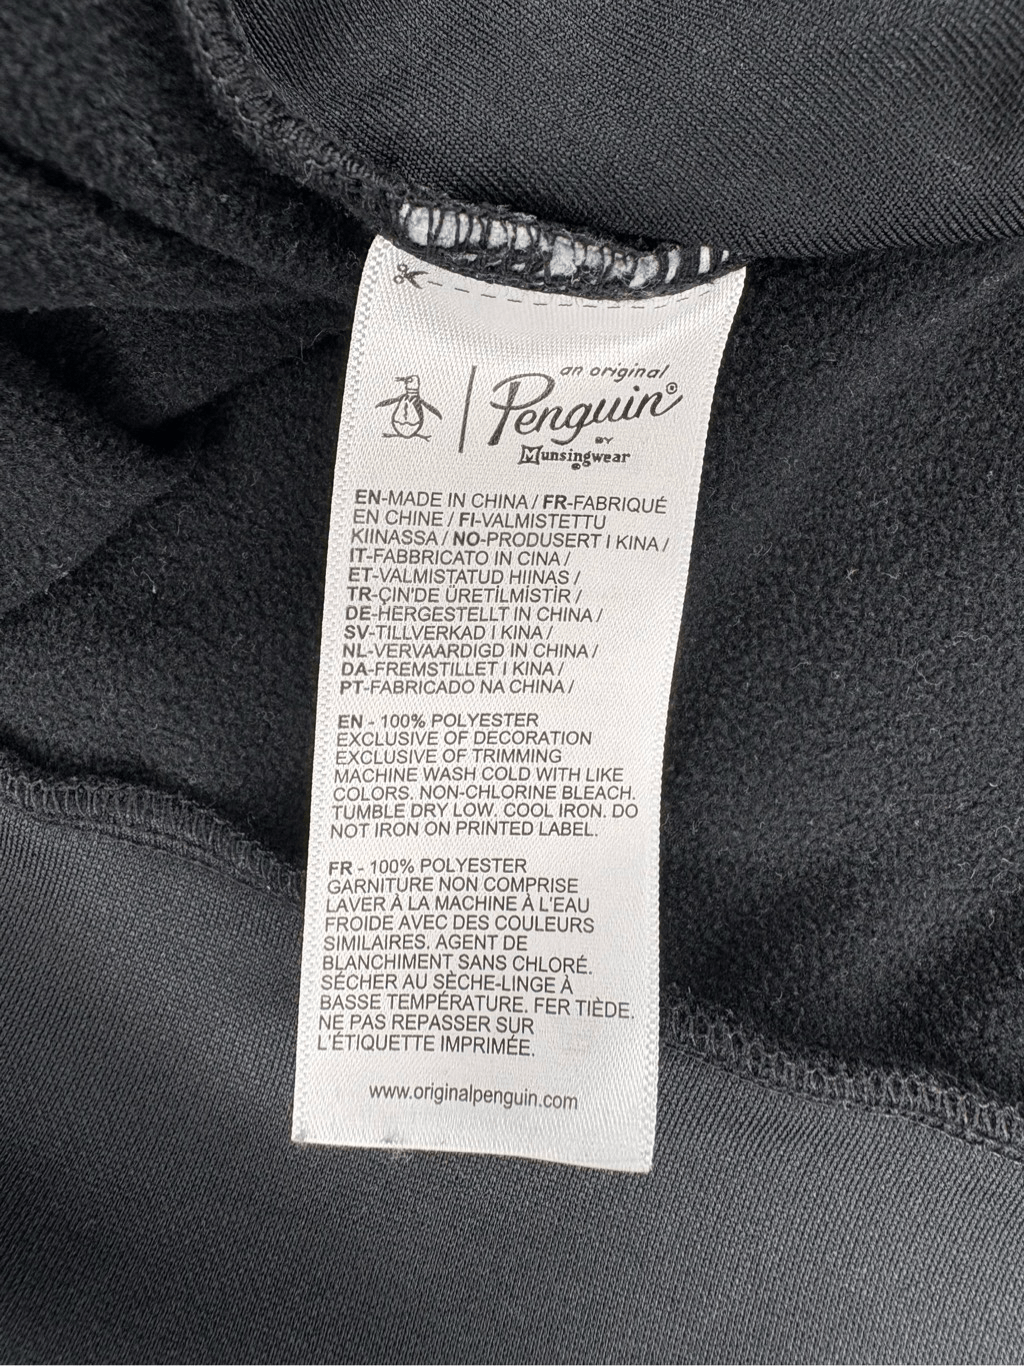 an original
Penguin®
BY
Munsingwear®
EN-MADE IN CHINA / FR-FABRIQUÉ
EN CHINE / FI-VALMISTETTU
KIINASSA / NO-PRODUSERT I KINA /
IT-FABBRICATO IN CINA /
ET-VALMISTATUD HIINAS /
TR-ÇIN'DE ÜRETİLMİSTİR /
DE-HERGESTELLT IN CHINA /
SV-TILLVERKAD I KINA /
NL-VERVAARDIGD IN CHINA /
DA-FREMSTILLET I KINA /
PT-FABRICADO NA CHINA /
EN - 100% POLYESTER
EXCLUSIVE OF DECORATION
EXCLUSIVE OF TRIMMING
MACHINE WASH COLD WITH LIKE
COLORS. NON-CHLORINE BLEACH.
TUMBLE DRY LOW. COOL IRON. DO
NOT IRON ON PRINTED LABEL.
FR - 100% POLYESTER
GARNITURE NON COMPRISE
LAVER À LA MACHINE À L'EAU
FROIDE AVEC DES COULEURS
SIMILAIRES. AGENT DE
BLANCHIMENT SANS CHLORÉ.
SÉCHER AU SÈCHE-LINGE À
BASSE TEMPÉRATURE. FER TIÈDE.
NE PAS REPASSER SUR
L'ÉTIQUETTE IMPRIMÉE.
www.originalpenguin.com